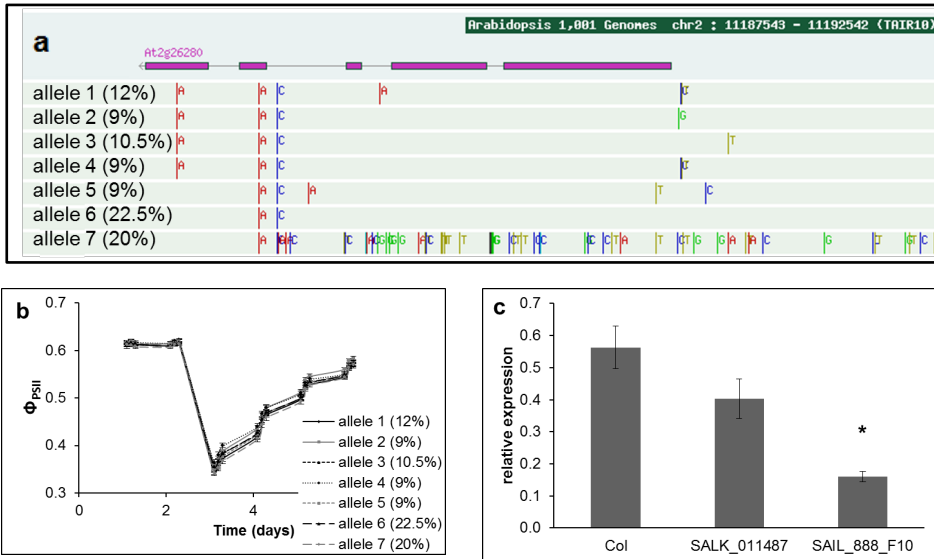 a
Arabidopsis 1,001 Genomes chr2 : 11187543 – 11192542 (TAIR10)
At2g26280
allele 1 (12%) A A C A
allele 2 (9%) A A C G
allele 3 (10.5%) A A C T
allele 4 (9%) A A C
allele 5 (9%) A C A T C
allele 6 (22.5%) A C
allele 7 (20%) A
b
ΦPSII
0.7
0.6
0.5
0.4
0.3
0 2 4
Time (days)
allele 1 (12%)
allele 2 (9%)
allele 3 (10.5%)
allele 4 (9%)
allele 5 (9%)
allele 6 (22.5%)
allele 7 (20%)
c
relative expression
0.7
0.6
0.5
0.4
0.3
0.2
0.1
0.0
*
Col SALK_011487 SAIL_888_F10